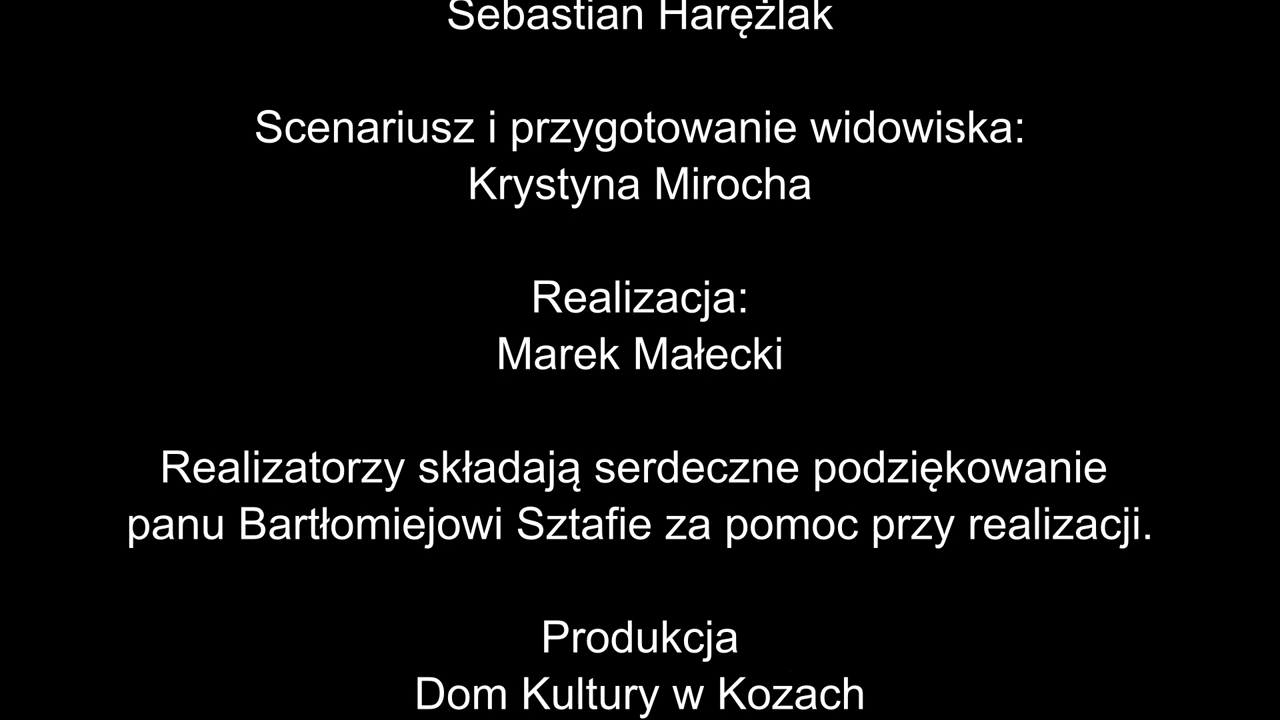 Sebastian Harężlak
Scenariusz i przygotowanie widowiska:
Krystyna Mirocha
Realizacja:
Marek Małecki
Realizatorzy składają serdeczne podziękowanie
panu Bartłomiejowi Sztafie za pomoc przy realizacji.
Produkcja
Dom Kultury w Kozach